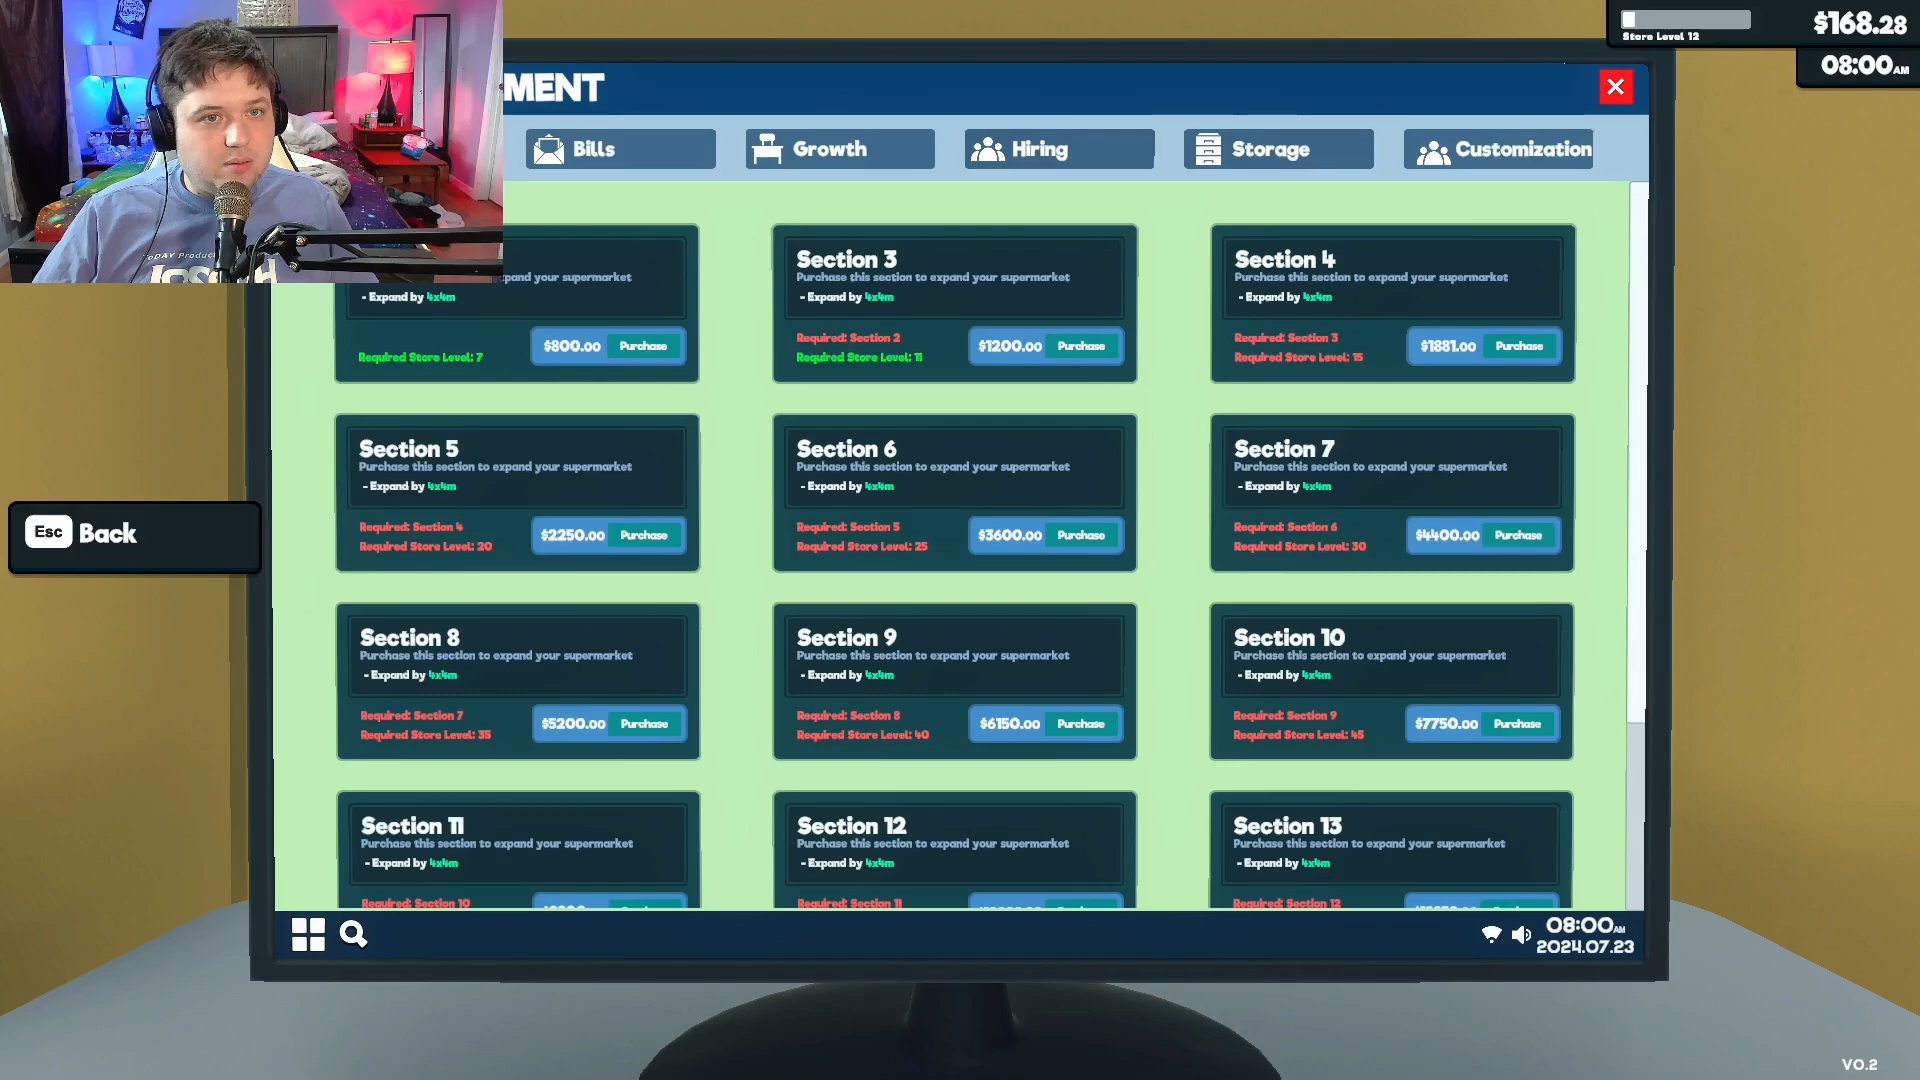 $168.28
Store Level 12
08:00AM
MENT
Bills
Growth
Hiring
Storage
Customization
pand your supermarket
- Expand by 4x4m
Required Store Level: 7
$800.00 Purchase
Section 3
Purchase this section to expand your supermarket
- Expand by 4x4m
Required: Section 2
Required Store Level: 11
$1200.00 Purchase
Section 4
Purchase this section to expand your supermarket
- Expand by 4x4m
Required: Section 3
Required Store Level: 15
$1881.00 Purchase
Section 5
Purchase this section to expand your supermarket
- Expand by 4x4m
Required: Section 4
Required Store Level: 20
$2250.00 Purchase
Section 6
Purchase this section to expand your supermarket
- Expand by 4x4m
Required: Section 5
Required Store Level: 25
$3600.00 Purchase
Section 7
Purchase this section to expand your supermarket
- Expand by 4x4m
Required: Section 6
Required Store Level: 30
$4400.00 Purchase
Esc Back
Section 8
Purchase this section to expand your supermarket
- Expand by 4x4m
Required: Section 7
Required Store Level: 35
$5200.00 Purchase
Section 9
Purchase this section to expand your supermarket
- Expand by 4x4m
Required: Section 8
Required Store Level: 40
$6150.00 Purchase
Section 10
Purchase this section to expand your supermarket
- Expand by 4x4m
Required: Section 9
Required Store Level: 45
$7750.00 Purchase
Section 11
Purchase this section to expand your supermarket
- Expand by 4x4m
Required: Section 10
Section 12
Purchase this section to expand your supermarket
- Expand by 4x4m
Required: Section 11
Section 13
Purchase this section to expand your supermarket
- Expand by 4x4m
Required: Section 12
08:00AM
2024.07.23
V0.2